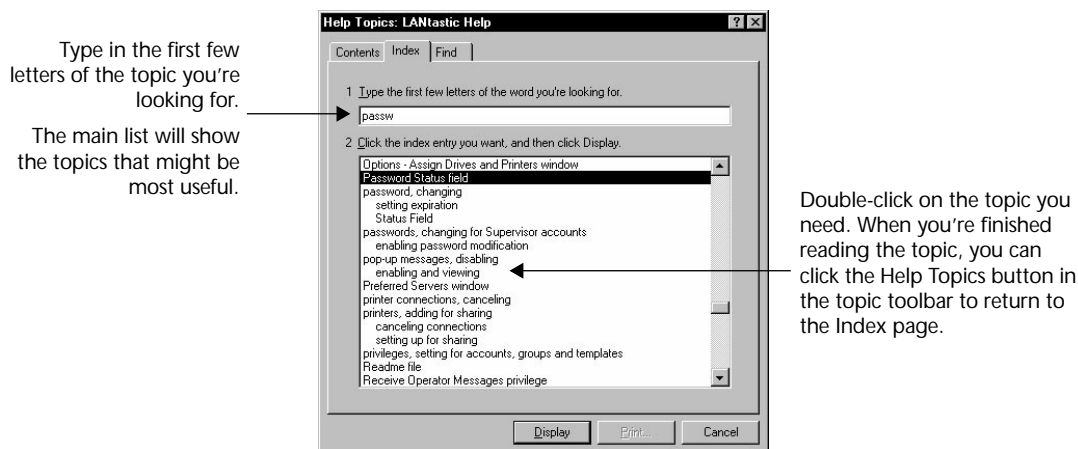 Type in the first few
letters of the topic you're
looking for.
The main list will show
the topics that might be
most useful.
Help Topics: LANtastic Help
Contents Index Find
1 Type the first few letters of the word you're looking for.
passw
2 Click the index entry you want, and then click Display.
Options - Assign Drives and Printers window
Password Status field
password, changing
setting expiration
Status Field
passwords, changing for Supervisor accounts
enabling password modification
pop-up messages, disabling
enabling and viewing
Preferred Servers window
printer connections, canceling
printers, adding for sharing
canceling connections
setting up for sharing
privileges, setting for accounts, groups and templates
Readme file
Receive Operator Messages privilege
Display Print... Cancel
Double-click on the topic you
need. When you're finished
reading the topic, you can
click the Help Topics button in
the topic toolbar to return to
the Index page.